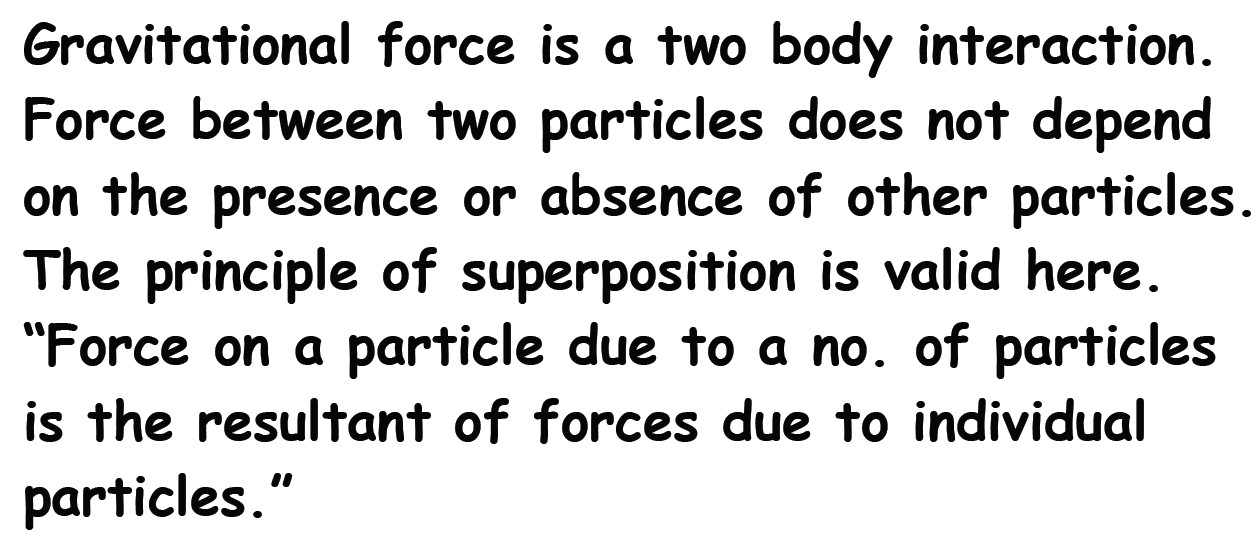 Gravitational force is a two body interaction.
Force between two particles does not depend
on the presence or absence of other particles.
The principle of superposition is valid here.
“Force on a particle due to a no. of particles
is the resultant of forces due to individual
particles.”